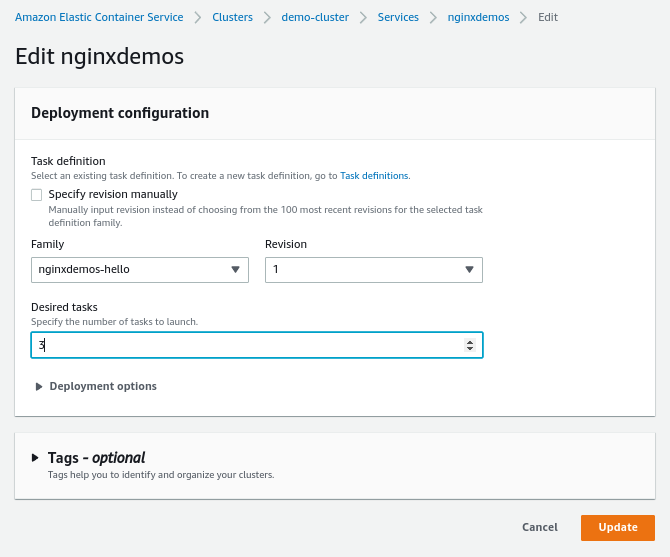 Amazon Elastic Container Service > Clusters > demo-cluster > Services > nginxdemos > Edit
Edit nginxdemos
Deployment configuration
Task definition
Select an existing task definition. To create a new task definition, go to Task definitions.
Specify revision manually
Manually input revision instead of choosing from the 100 most recent revisions for the selected task
definition family.
Family Revision
nginxdemos-hello 1
Desired tasks
Specify the number of tasks to launch.
3
Deployment options
Tags - optional
Tags help you to identify and organize your clusters.
Cancel Update